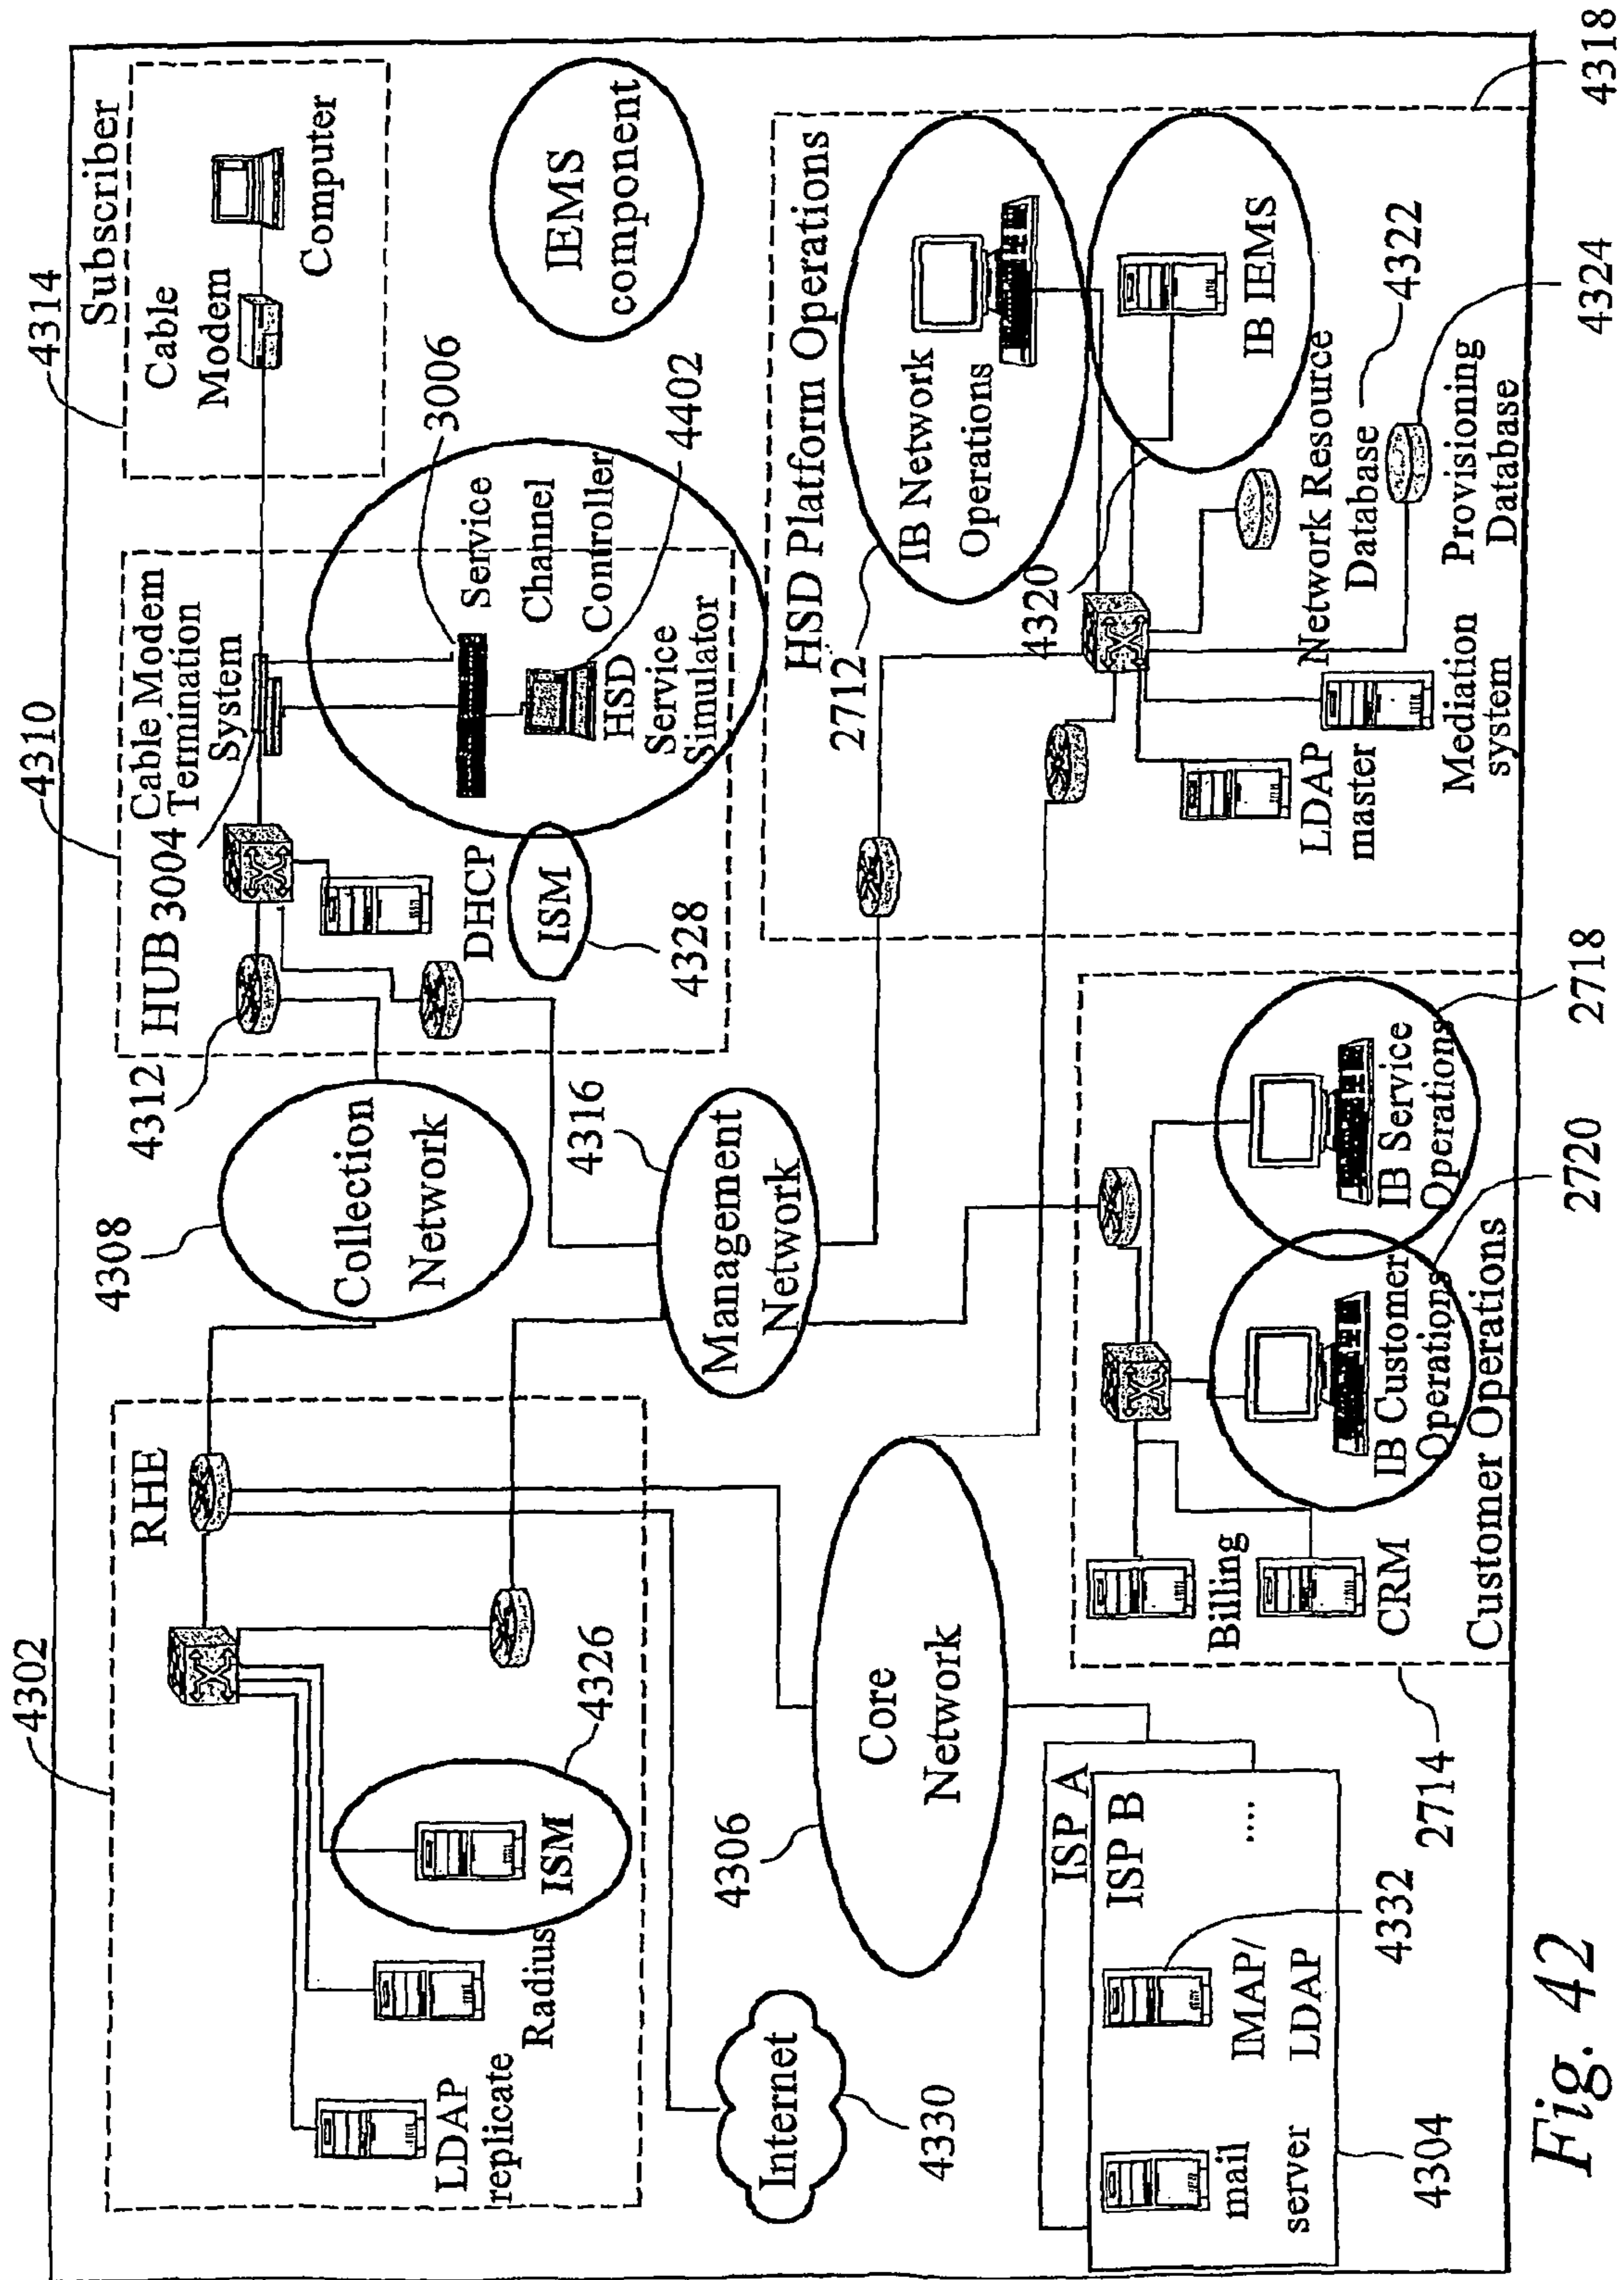 4302
RHE
LDAP
replicate
Radius
ISM
4326
4308
Collection
Network
4312
4310
HUB 3004
Cable Modem
Termination
System
DHCP
ISM
4328
Service
Channel
Controller
HSD
Service
Simulator
3006
4402
4314
Subscriber
Cable
Modem
Computer
IEMS
component
4316
Management
Network
4306
Core
Network
Internet
4330
ISP A
ISP B
....
mail
server
IMAP/
LDAP
4332
4304
2714
Billing
CRM
IB Customer
Operations
IB Service
Operations
Customer Operations
2720
2718
HSD Platform Operations
2712
IB Network
Operations
4320
IB IEMS
Network Resource
Database
4322
4324
LDAP
master
Mediation
system
Provisioning
Database
4318
Fig. 42